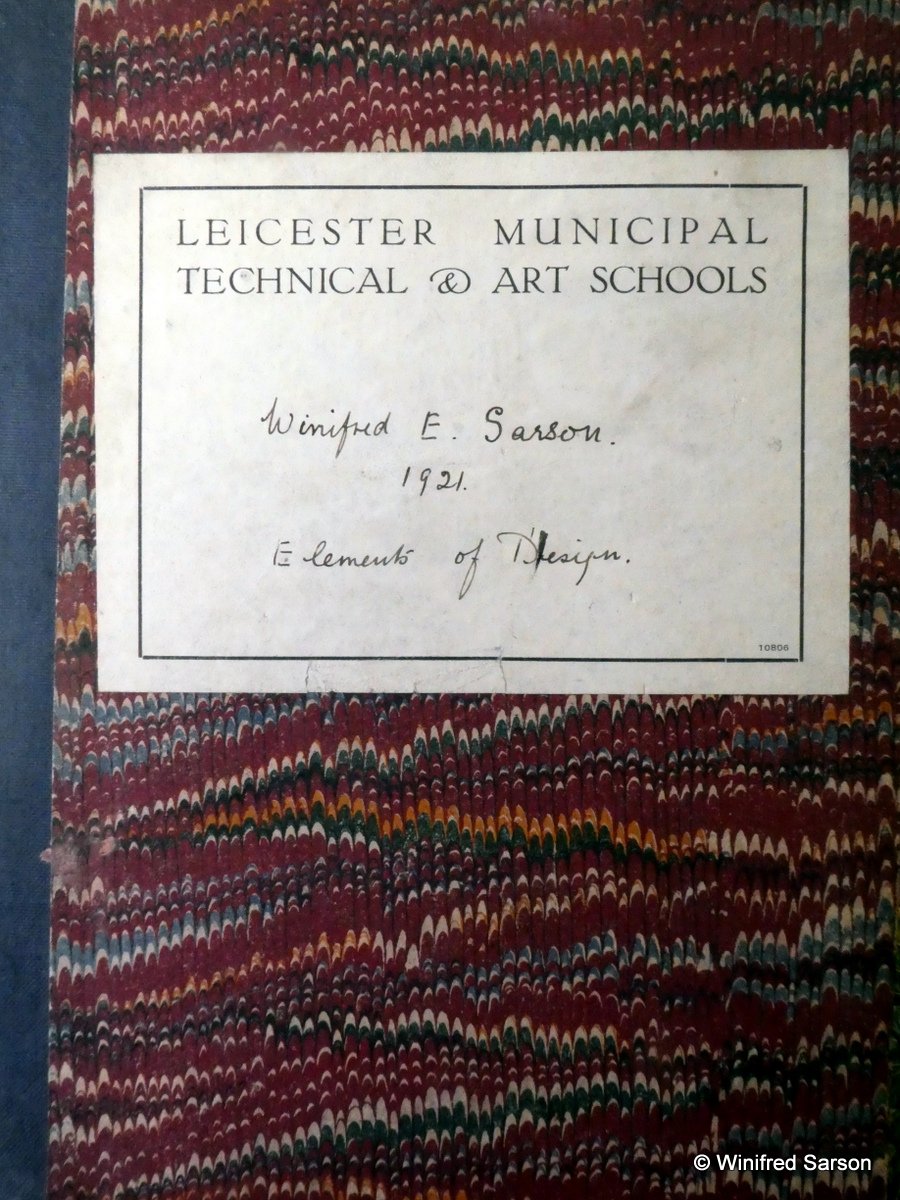 LEICESTER MUNICIPAL
TECHNICAL & ART SCHOOLS
Winifred E. Sarson.
1921.
Elements of Design.
10806
© Winifred Sarson